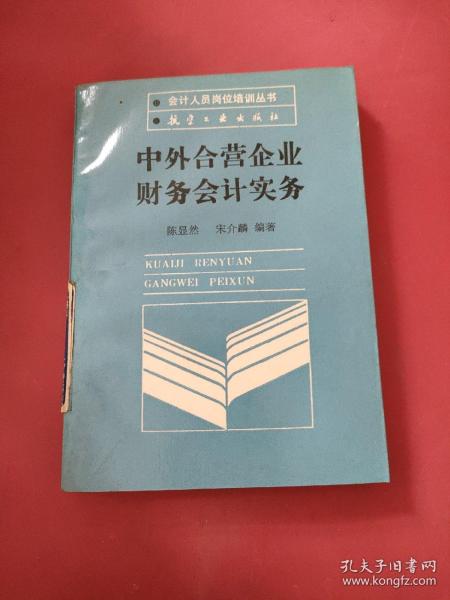 会计人员岗位培训丛书
航空工业出版社
中外合营企业
财务会计实务
陈显然 宋介麟 编著
KUAIJI RENYUAN
GANGWEI PEIXUN
孔夫子旧书网
www.kongfz.com